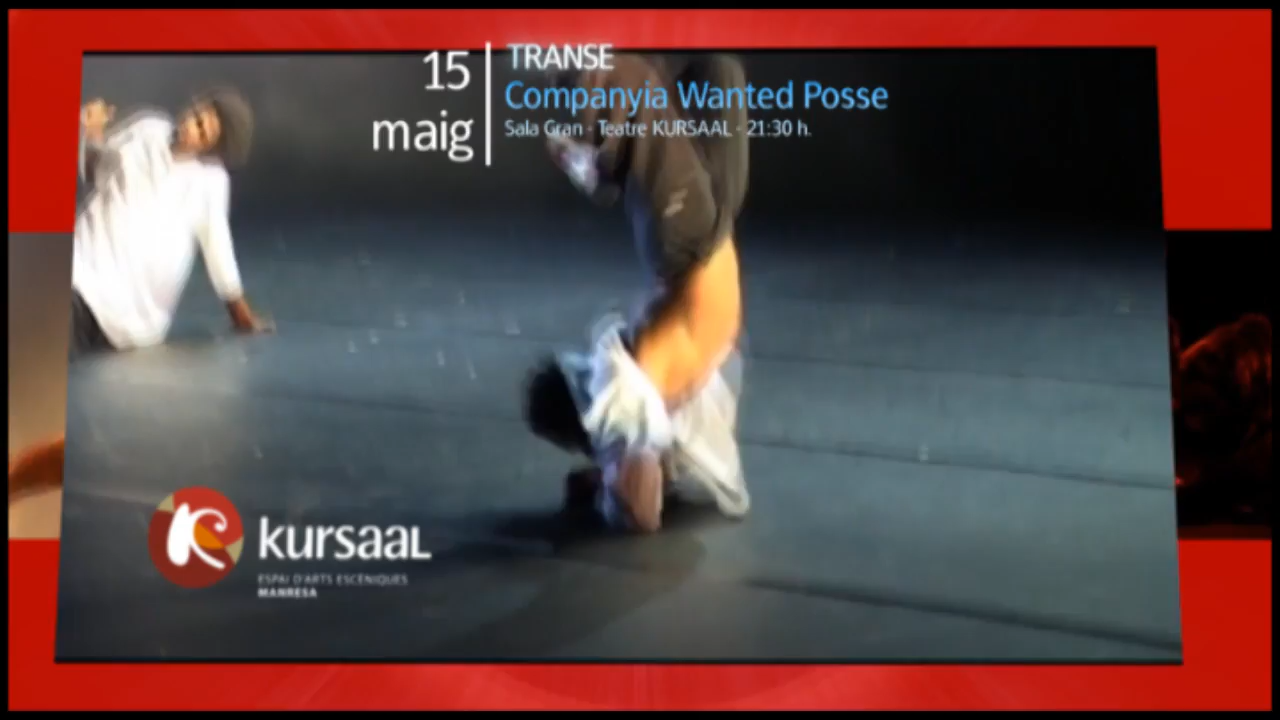 15
maig
TRANSE
Companyia Wanted Posse
Sala Gran - Teatre KURSAAL - 21:30 h.
kursaaL
ESPAI D'ARTS ESCÈNIQUES
MANRESA